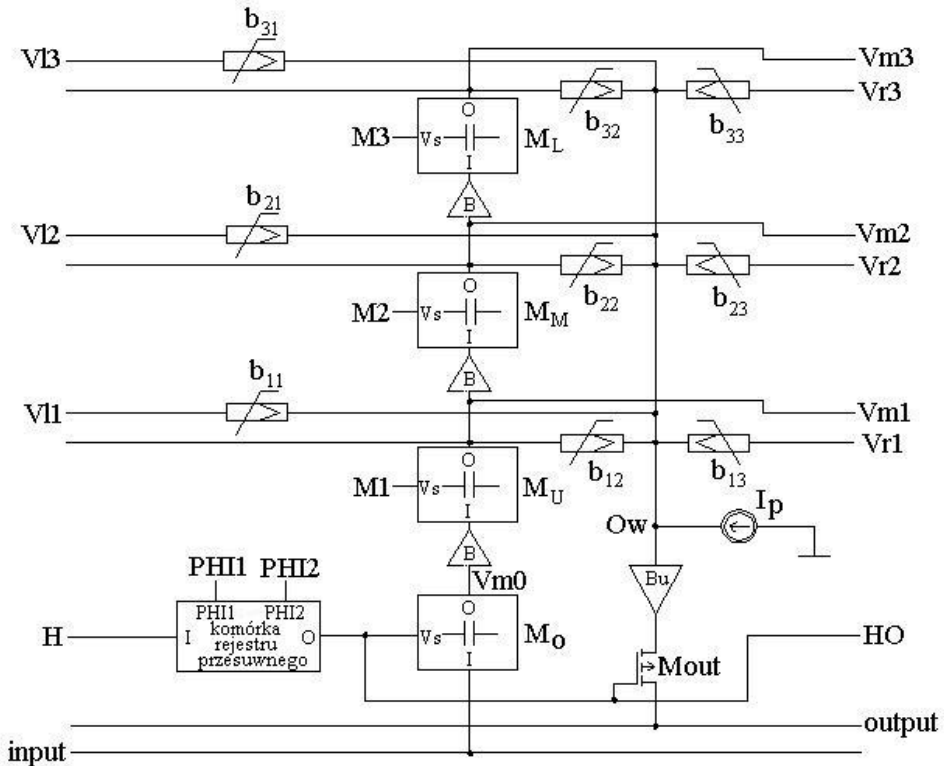 b31
Vl3
Vm3
Vr3
b32
b33
O
M3
Vs
ML
I
B
b21
Vl2
Vm2
Vr2
b22
b23
O
M2
Vs
MM
I
B
b11
Vl1
Vm1
Vr1
b12
b13
O
M1
Vs
MU
I
Ip
Ow
B
PHI1 PHI2
Vm0
Bu
PHI1 PHI2
O
H
I
komórka
O
rejestru
przesuwnego
Vs
MO
I
HO
Mout
output
input